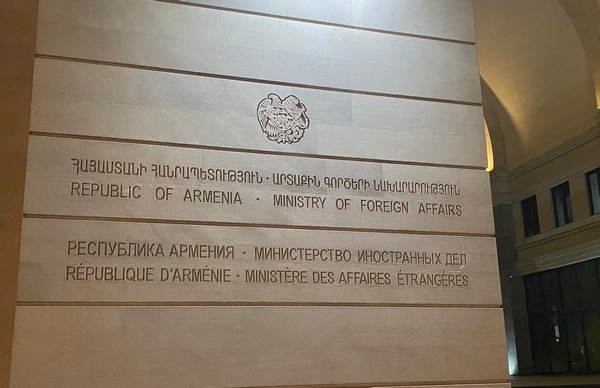 ՀԱՅԱՍՏԱՆԻ ՀԱՆՐԱՊԵՏՈՒԹՅՈՒՆ · ԱՐՏԱՔԻՆ ԳՈՐԾԵՐԻ ՆԱԽԱՐԱՐՈՒԹՅՈՒՆ
REPUBLIC OF ARMENIA · MINISTRY OF FOREIGN AFFAIRS
РЕСПУБЛИКА АРМЕНИЯ · МИНИСТЕРСТВО ИНОСТРАННЫХ ДЕЛ
RÉPUBLIQUE D'ARMÉNIE · MINISTÈRE DES AFFAIRES ÉTRANGÈRES